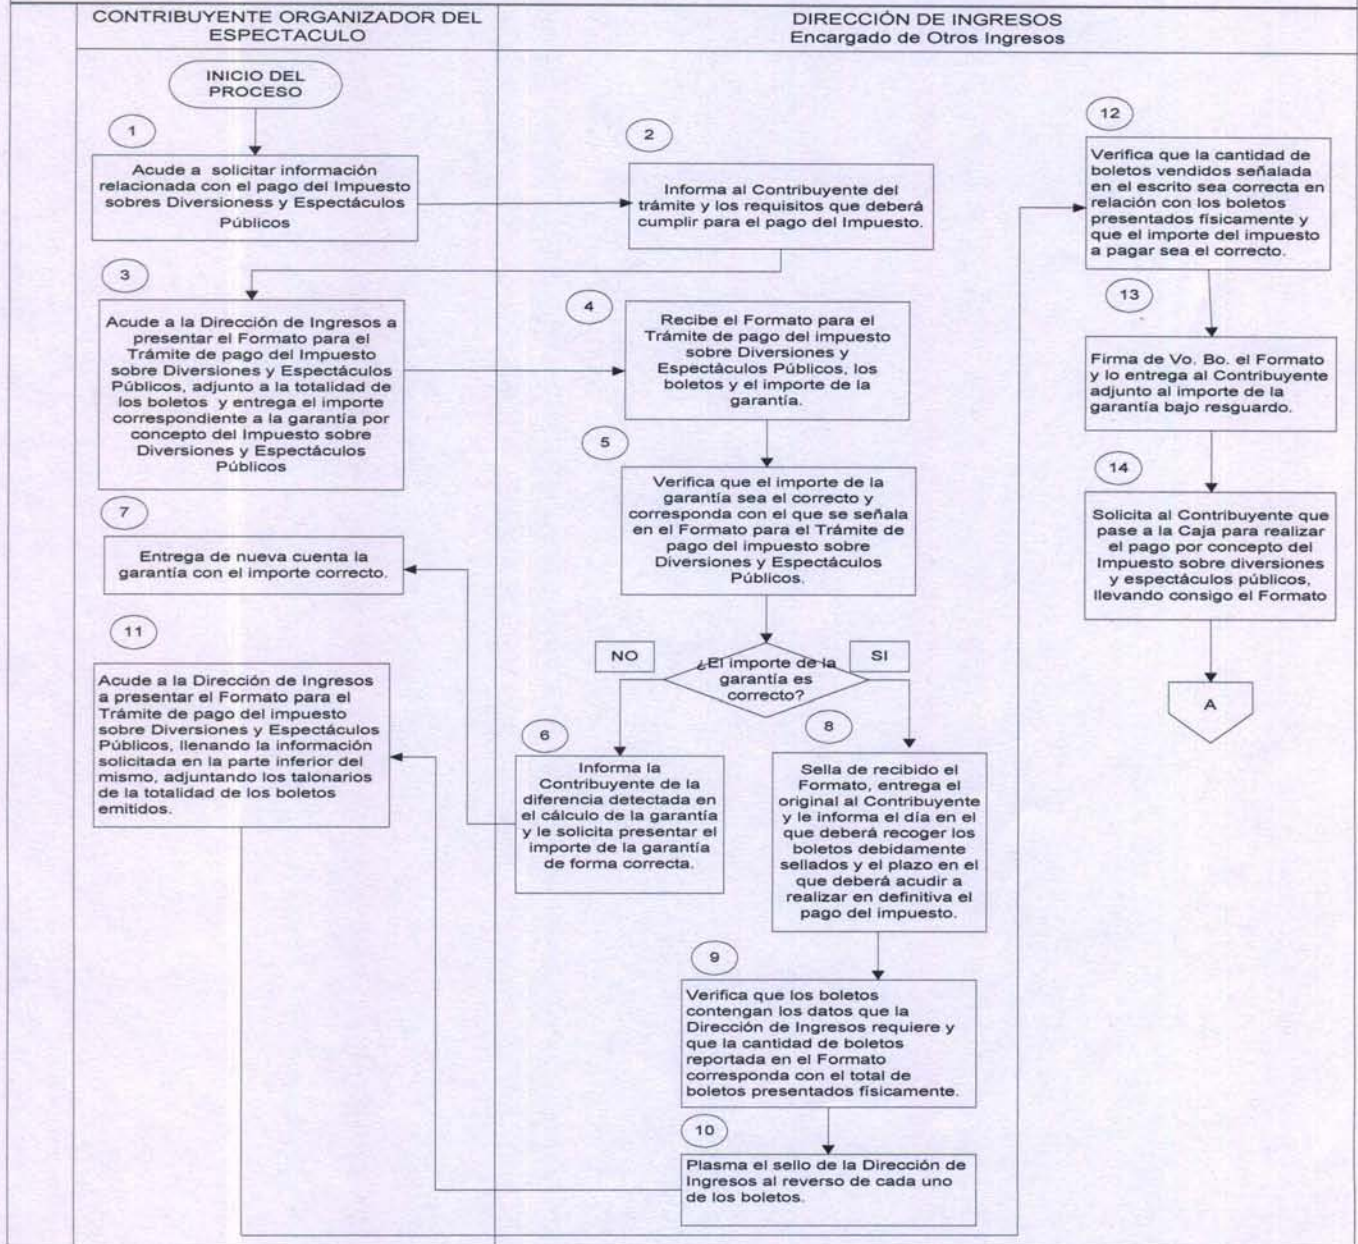 CONTRIBUYENTE ORGANIZADOR DEL
ESPECTACULO
DIRECCIÓN DE INGRESOS
Encargado de Otros Ingresos
INICIO DEL
PROCESO
1
Acude a solicitar información
relacionada con el pago del Impuesto
sobres Diversioness y Espectáculos
Públicos
2
Informa al Contribuyente del
trámite y los requisitos que deberá
cumplir para el pago del Impuesto.
3
Acude a la Dirección de Ingresos a
presentar el Formato para el
Trámite de pago del Impuesto
sobre Diversiones y Espectáculos
Públicos, adjunto a la totalidad de
los boletos y entrega el importe
correspondiente a la garantía por
concepto del Impuesto sobre
Diversiones y Espectáculos
Públicos
4
Recibe el Formato para el
Trámite de pago del impuesto
sobre Diversiones y
Espectáculos Públicos, los
boletos y el importe de la
garantía.
5
Verifica que el importe de la
garantía sea el correcto y
corresponda con el que se señala
en el Formato para el Trámite de
pago del impuesto sobre
Diversiones y Espectáculos
Públicos.
¿El importe de la
garantía es
correcto?
NO
SI
6
Informa la
Contribuyente de la
diferencia detectada en
el cálculo de la garantía
y le solicita presentar el
importe de la garantía
de forma correcta.
7
Entrega de nueva cuenta la
garantía con el importe correcto.
8
Sella de recibido el
Formato, entrega el
original al Contribuyente
y le informa el día en el
que deberá recoger los
boletos debidamente
sellados y el plazo en el
que deberá acudir a
realizar en definitiva el
pago del impuesto.
9
Verifica que los boletos
contengan los datos que la
Dirección de Ingresos requiere y
que la cantidad de boletos
reportada en el Formato
corresponda con el total de
boletos presentados físicamente.
10
Plasma el sello de la Dirección de
Ingresos al reverso de cada uno
de los boletos.
11
Acude a la Dirección de Ingresos
a presentar el Formato para el
Trámite de pago del impuesto
sobre Diversiones y Espectáculos
Públicos, llenando la información
solicitada en la parte inferior del
mismo, adjuntando los talonarios
de la totalidad de los boletos
emitidos.
12
Verifica que la cantidad de
boletos vendidos señalada
en el escrito sea correcta en
relación con los boletos
presentados físicamente y
que el importe del impuesto
a pagar sea el correcto.
13
Firma de Vo. Bo. el Formato
y lo entrega al Contribuyente
adjunto al importe de la
garantía bajo resguardo.
14
Solicita al Contribuyente que
pase a la Caja para realizar
el pago por concepto del
Impuesto sobre diversiones
y espectáculos públicos,
llevando consigo el Formato
A